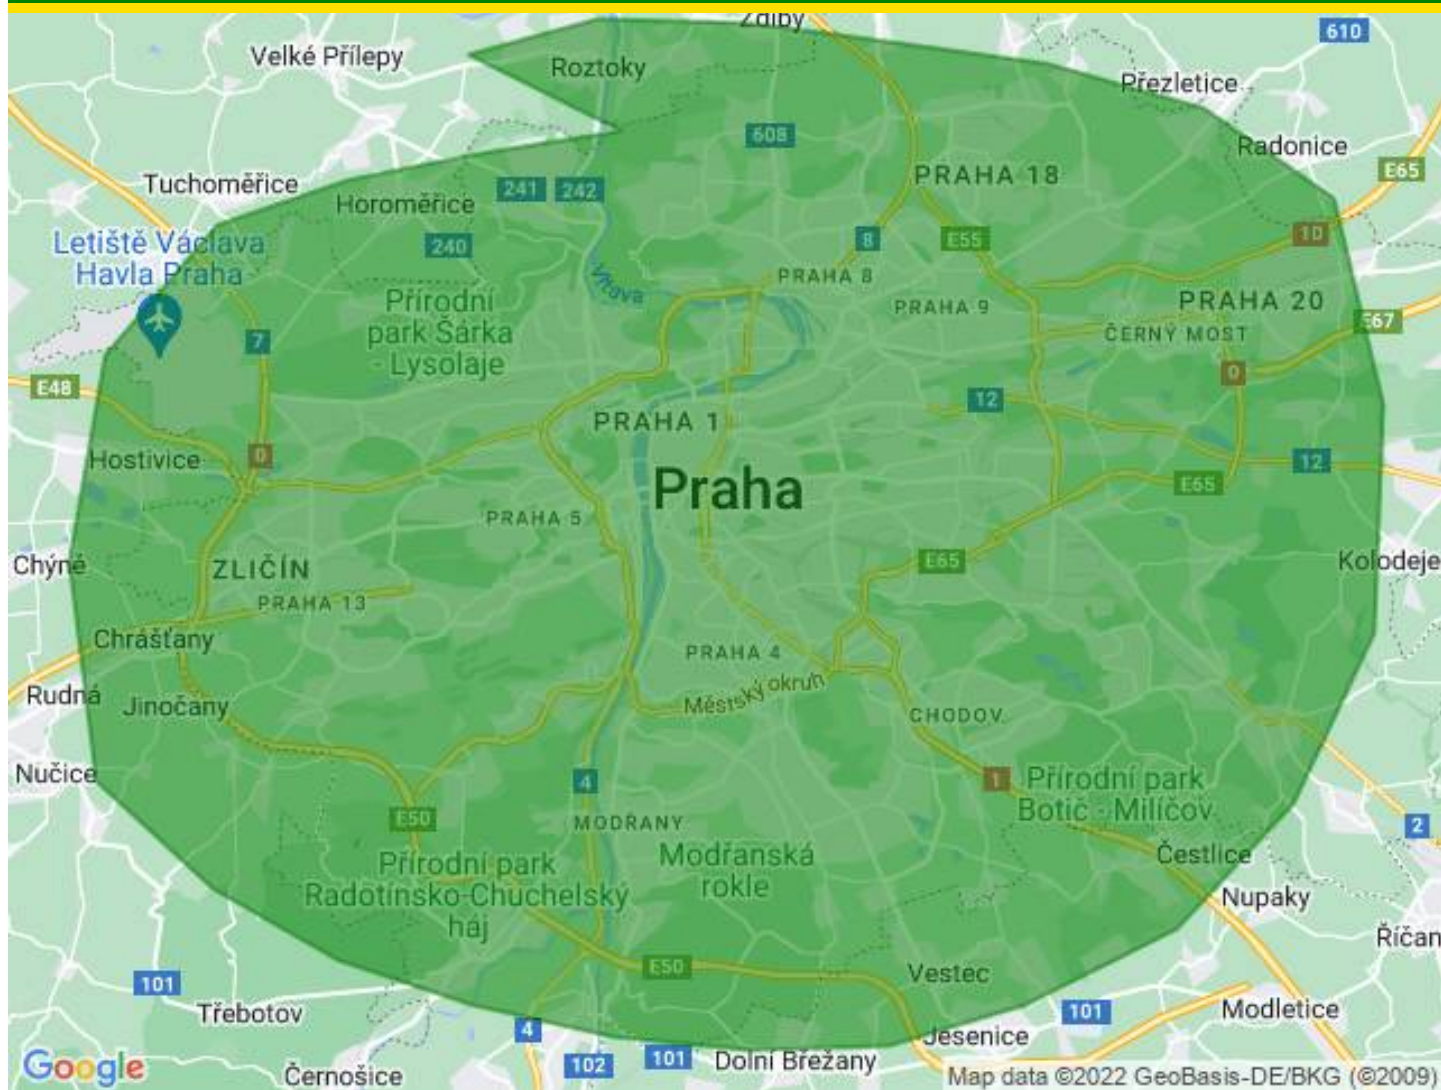 Zdiby
610
Velké Přílepy
Roztoky
Přezletice
608
Radonice
E65
Tuchoměřice
241
242
PRAHA 18
Horoměřice
Letiště Václava
Havla Praha
240
8
E55
10
Vltava
PRAHA 8
Přírodní
park Šárka
- Lysolaje
PRAHA 9
PRAHA 20
E67
7
ČERNÝ MOST
E48
0
12
PRAHA 1
Hostivice
0
12
Praha
E65
PRAHA 5
Chýně
ZLIČÍN
E65
Koloděje
PRAHA 13
Chrášťany
PRAHA 4
Rudná
Jinočany
Městský okruh
CHODOV
Nučice
4
1
Přírodní park
Botič - Milíčov
E50
MODŘANY
2
Přírodní park
Radotínsko-Chuchelský
háj
Modřanská
rokle
Čestlice
Nupaky
Říčan
E50
Vestec
101
Třebotov
101
Modletice
4
Jesenice
102
101
Dolní Břežany
Google
Černošice
Map data ©2022 GeoBasis-DE/BKG (©2009)